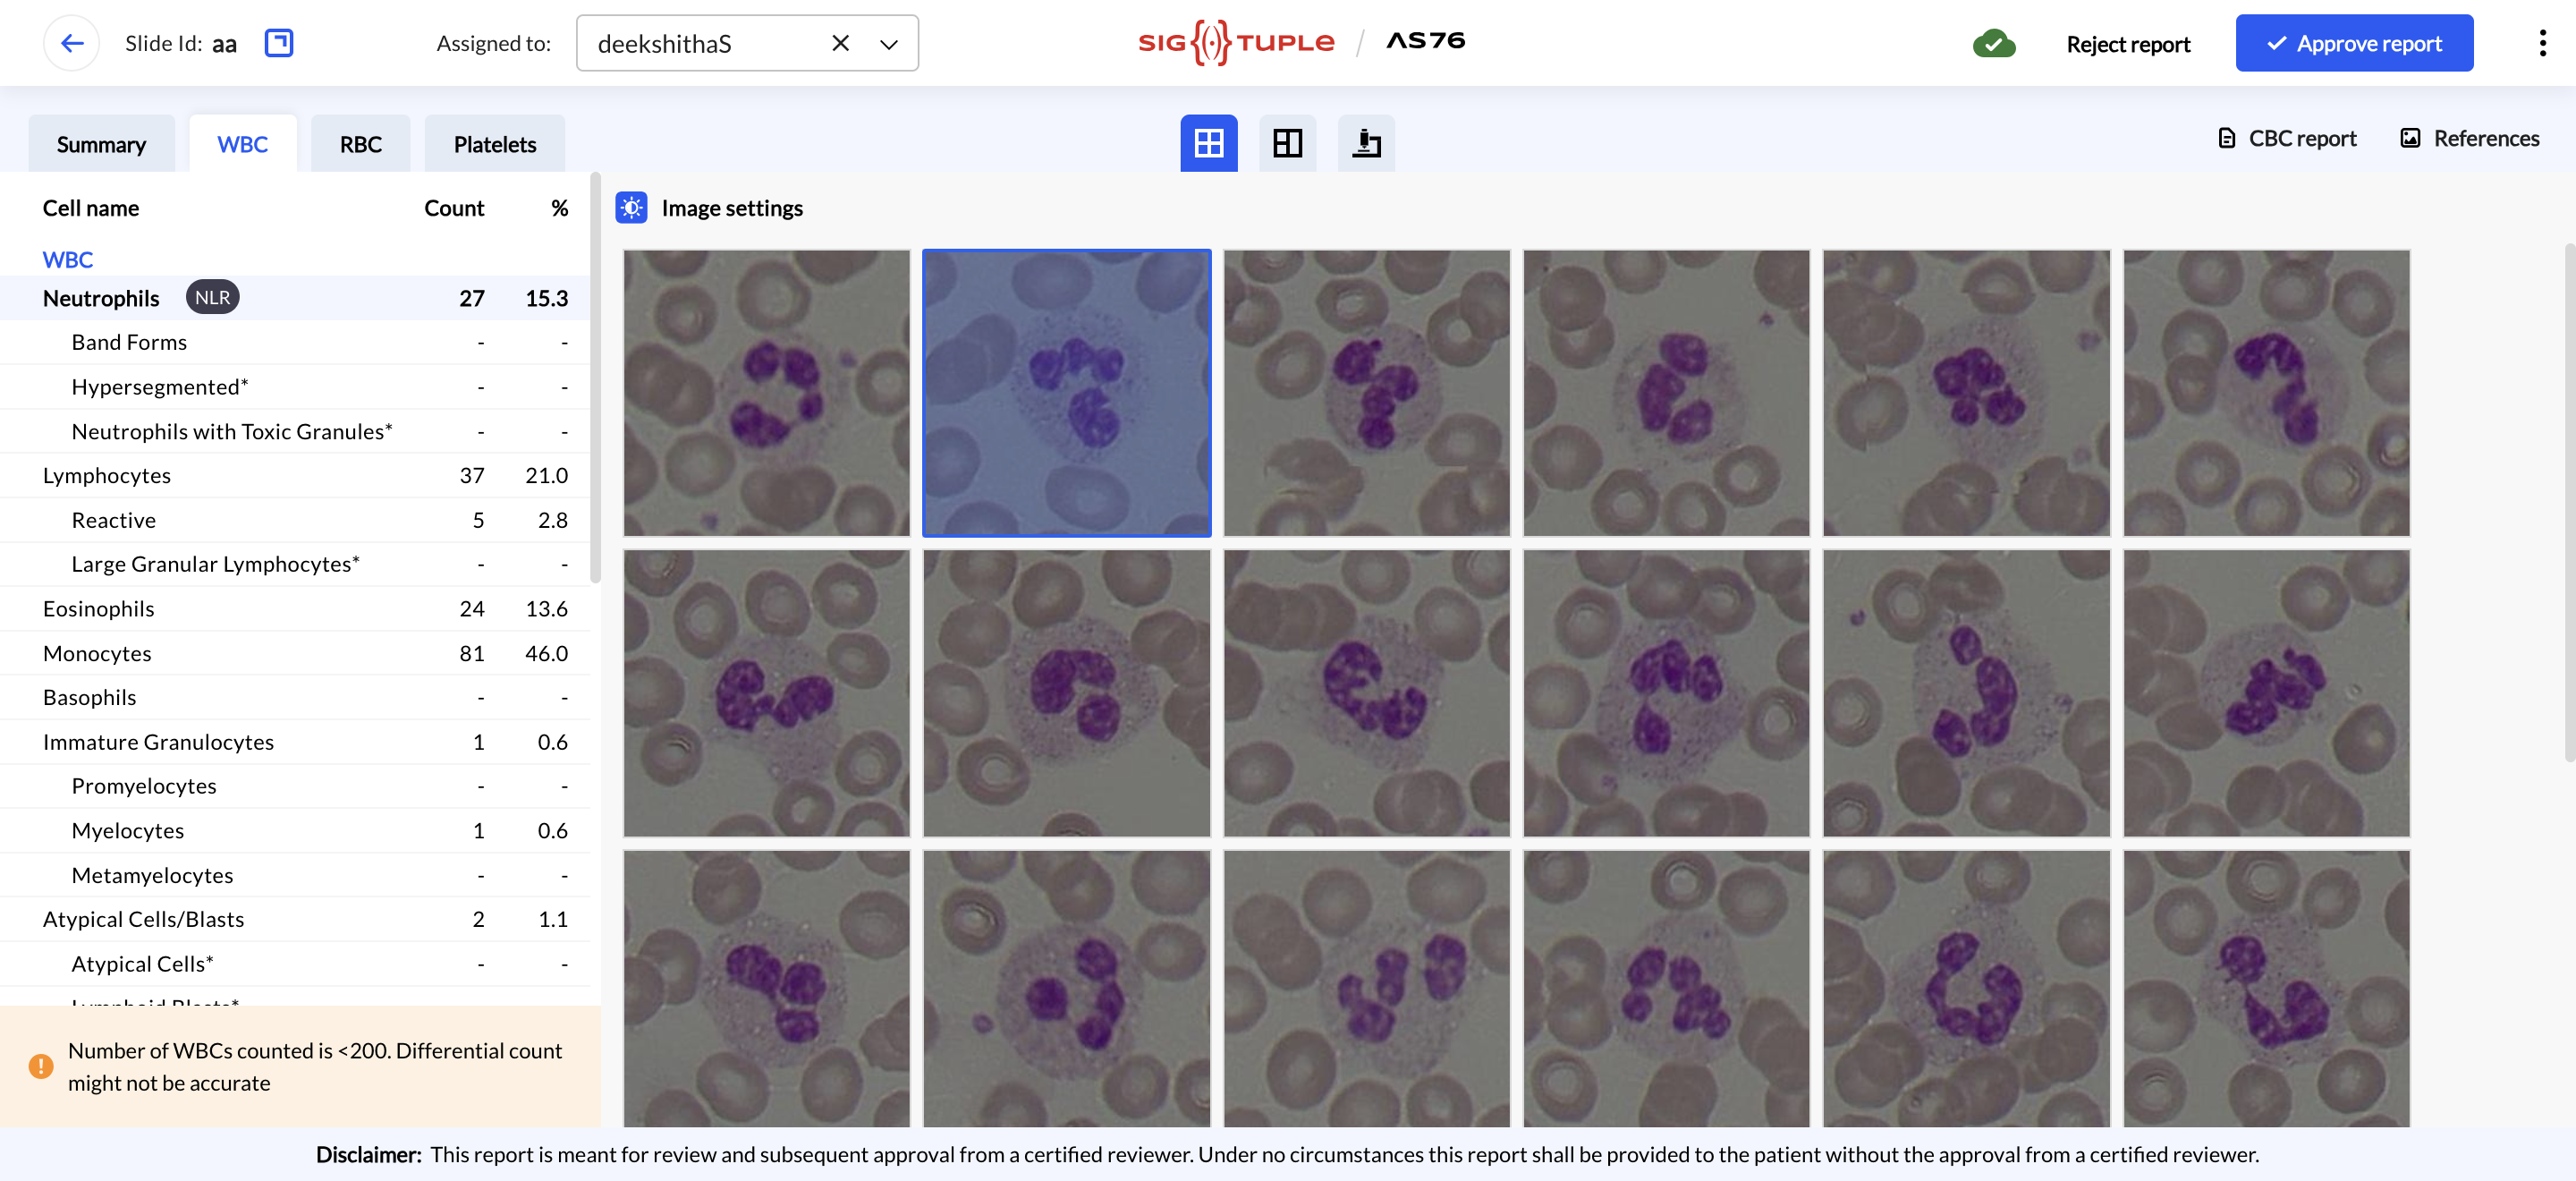 Slide Id: aa
Assigned to: deekshithaS
SIG{·}TUPLE / AS76
Reject report
Approve report
Summary
WBC
RBC
Platelets
CBC report
References
Cell name Count %
WBC
Neutrophils NLR 27 15.3
Band Forms - -
Hypersegmented* - -
Neutrophils with Toxic Granules* - -
Lymphocytes 37 21.0
Reactive 5 2.8
Large Granular Lymphocytes* - -
Eosinophils 24 13.6
Monocytes 81 46.0
Basophils - -
Immature Granulocytes 1 0.6
Promyelocytes - -
Myelocytes 1 0.6
Metamyelocytes - -
Atypical Cells/Blasts 2 1.1
Atypical Cells* - -
Lymphoid Blasts*
Number of WBCs counted is <200. Differential count
might not be accurate
Image settings
Disclaimer: This report is meant for review and subsequent approval from a certified reviewer. Under no circumstances this report shall be provided to the patient without the approval from a certified reviewer.